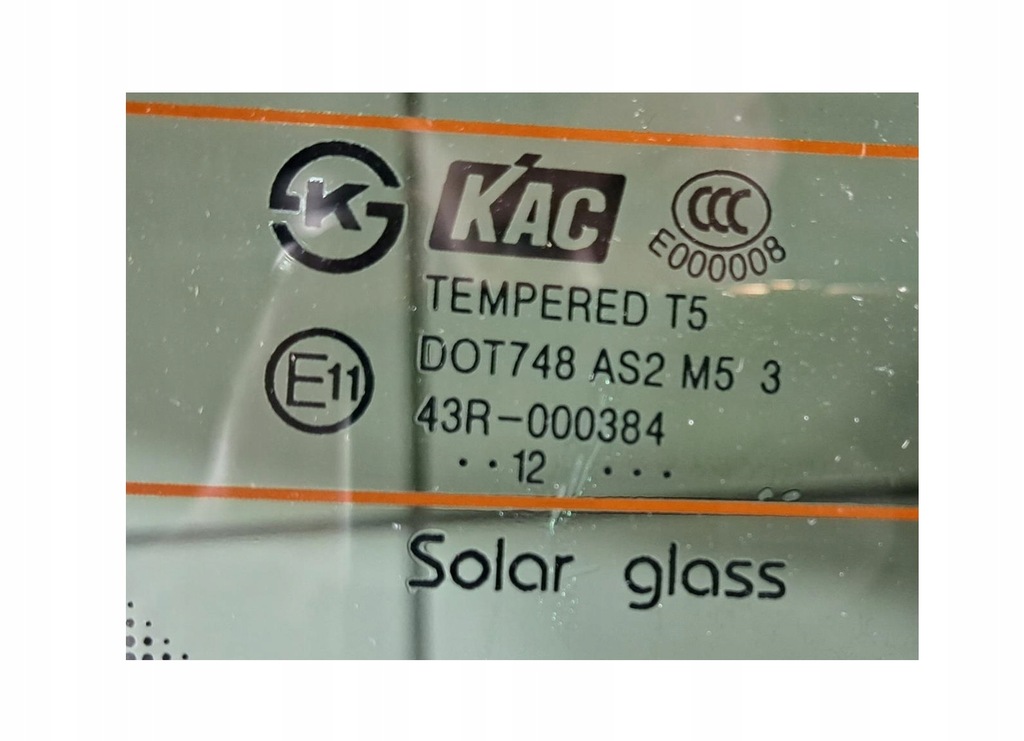 K
KAC
CCC
E000008
TEMPERED T5
E11
DOT748 AS2 M5 3
43R-000384
··12 ···
Solar glass